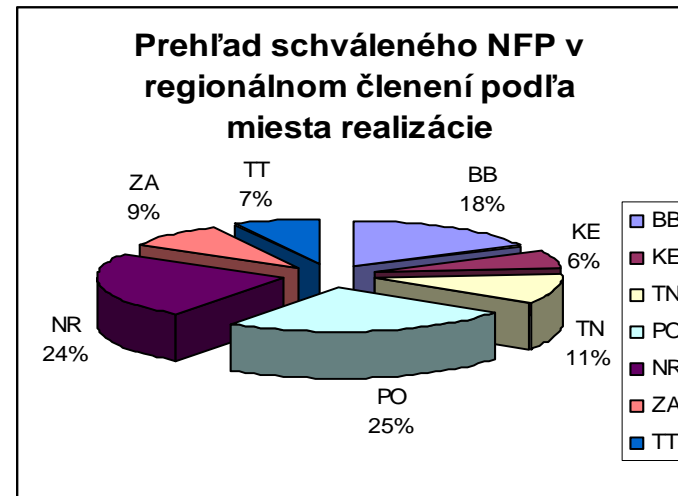 Prehľad schváleného NFP v
regionálnom členení podľa
miesta realizácie
TT
7%
BB
18%
ZA
9%
KE
6%
NR
24%
TN
11%
PO
25%
BB
KE
TN
PO
NR
ZA
TT